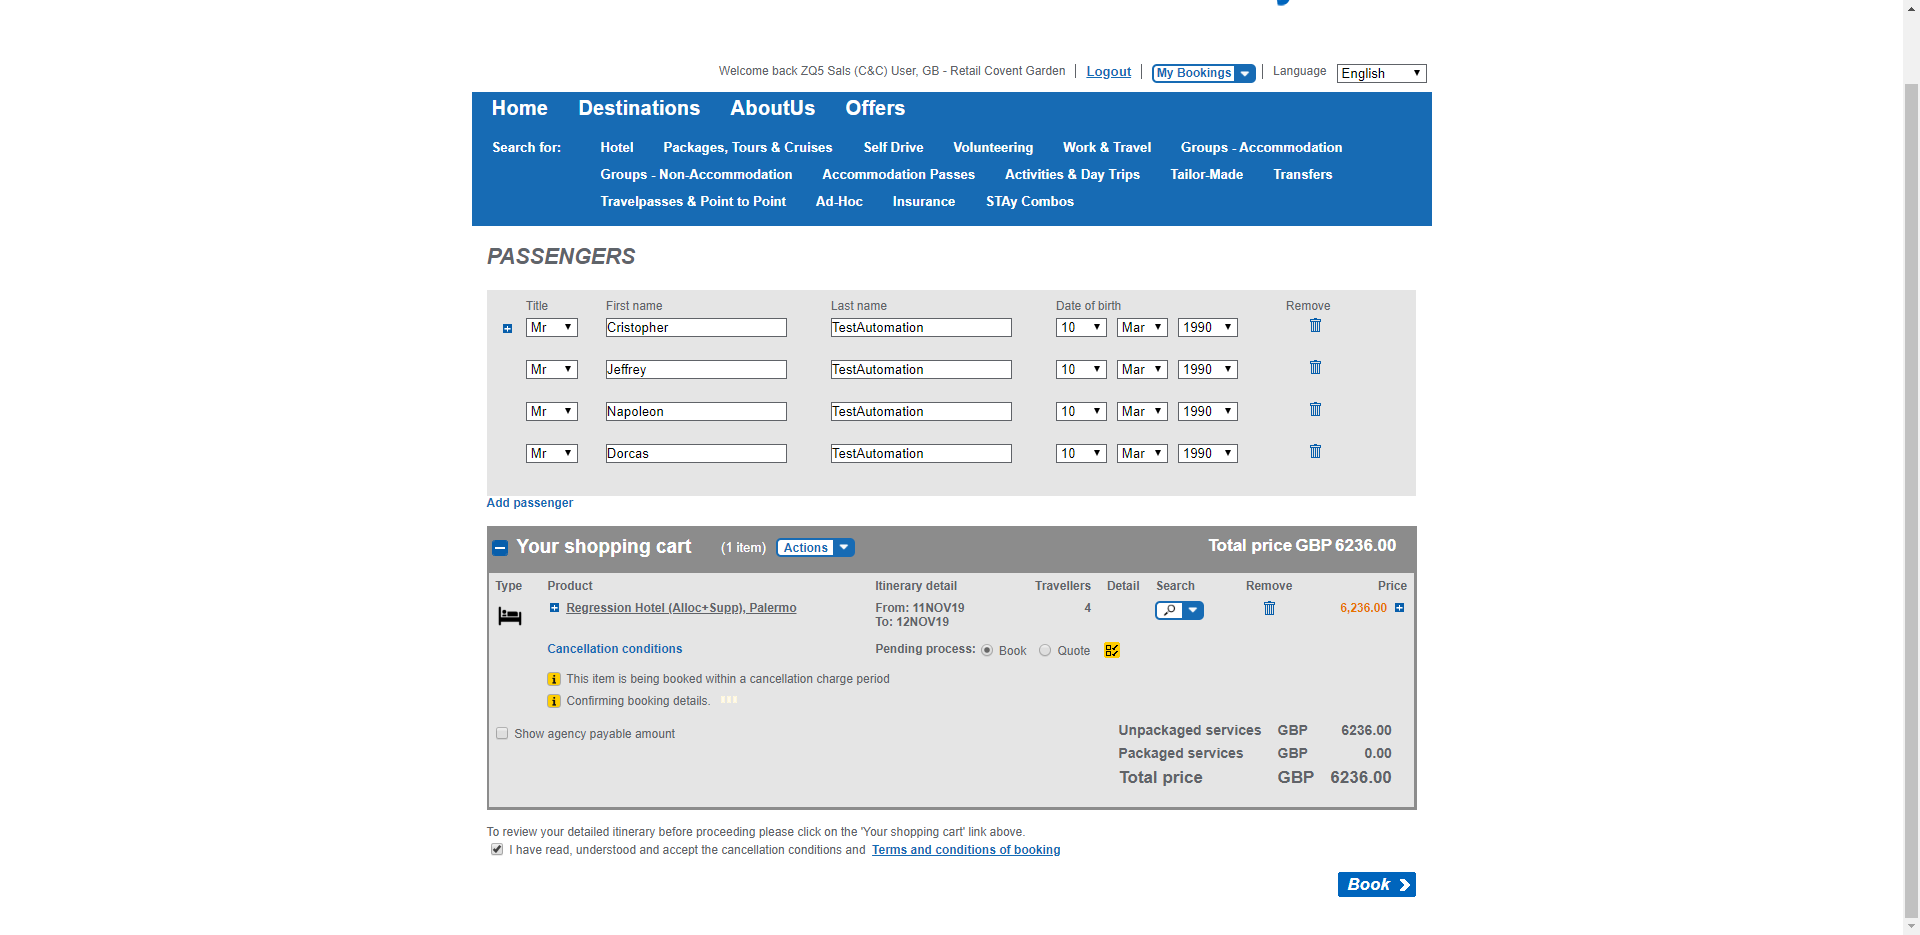 Welcome back ZQ5 Sals (C&C) User, GB - Retail Covent Garden Logout My Bookings Language English
Home Destinations AboutUs Offers
Search for: Hotel Packages, Tours & Cruises Self Drive Volunteering Work & Travel Groups - Accommodation
Groups - Non-Accommodation Accommodation Passes Activities & Day Trips Tailor-Made Transfers
Travelpasses & Point to Point Ad-Hoc Insurance STAy Combos
PASSENGERS
Title First name Last name Date of birth Remove
Mr Cristopher TestAutomation 10 Mar 1990
Mr Jeffrey TestAutomation 10 Mar 1990
Mr Napoleon TestAutomation 10 Mar 1990
Mr Dorcas TestAutomation 10 Mar 1990
Add passenger
Your shopping cart (1 item) Actions Total price GBP 6236.00
Type Product Itinerary detail Travellers Detail Search Remove Price
Regression Hotel (Alloc+Supp), Palermo From: 11NOV19 4 6,236.00
To: 12NOV19
Cancellation conditions Pending process: Book Quote
This item is being booked within a cancellation charge period
Confirming booking details.
Unpackaged services GBP 6236.00
Show agency payable amount
Packaged services GBP 0.00
Total price GBP 6236.00
To review your detailed itinerary before proceeding please click on the 'Your shopping cart' link above.
I have read, understood and accept the cancellation conditions and Terms and conditions of booking
Book